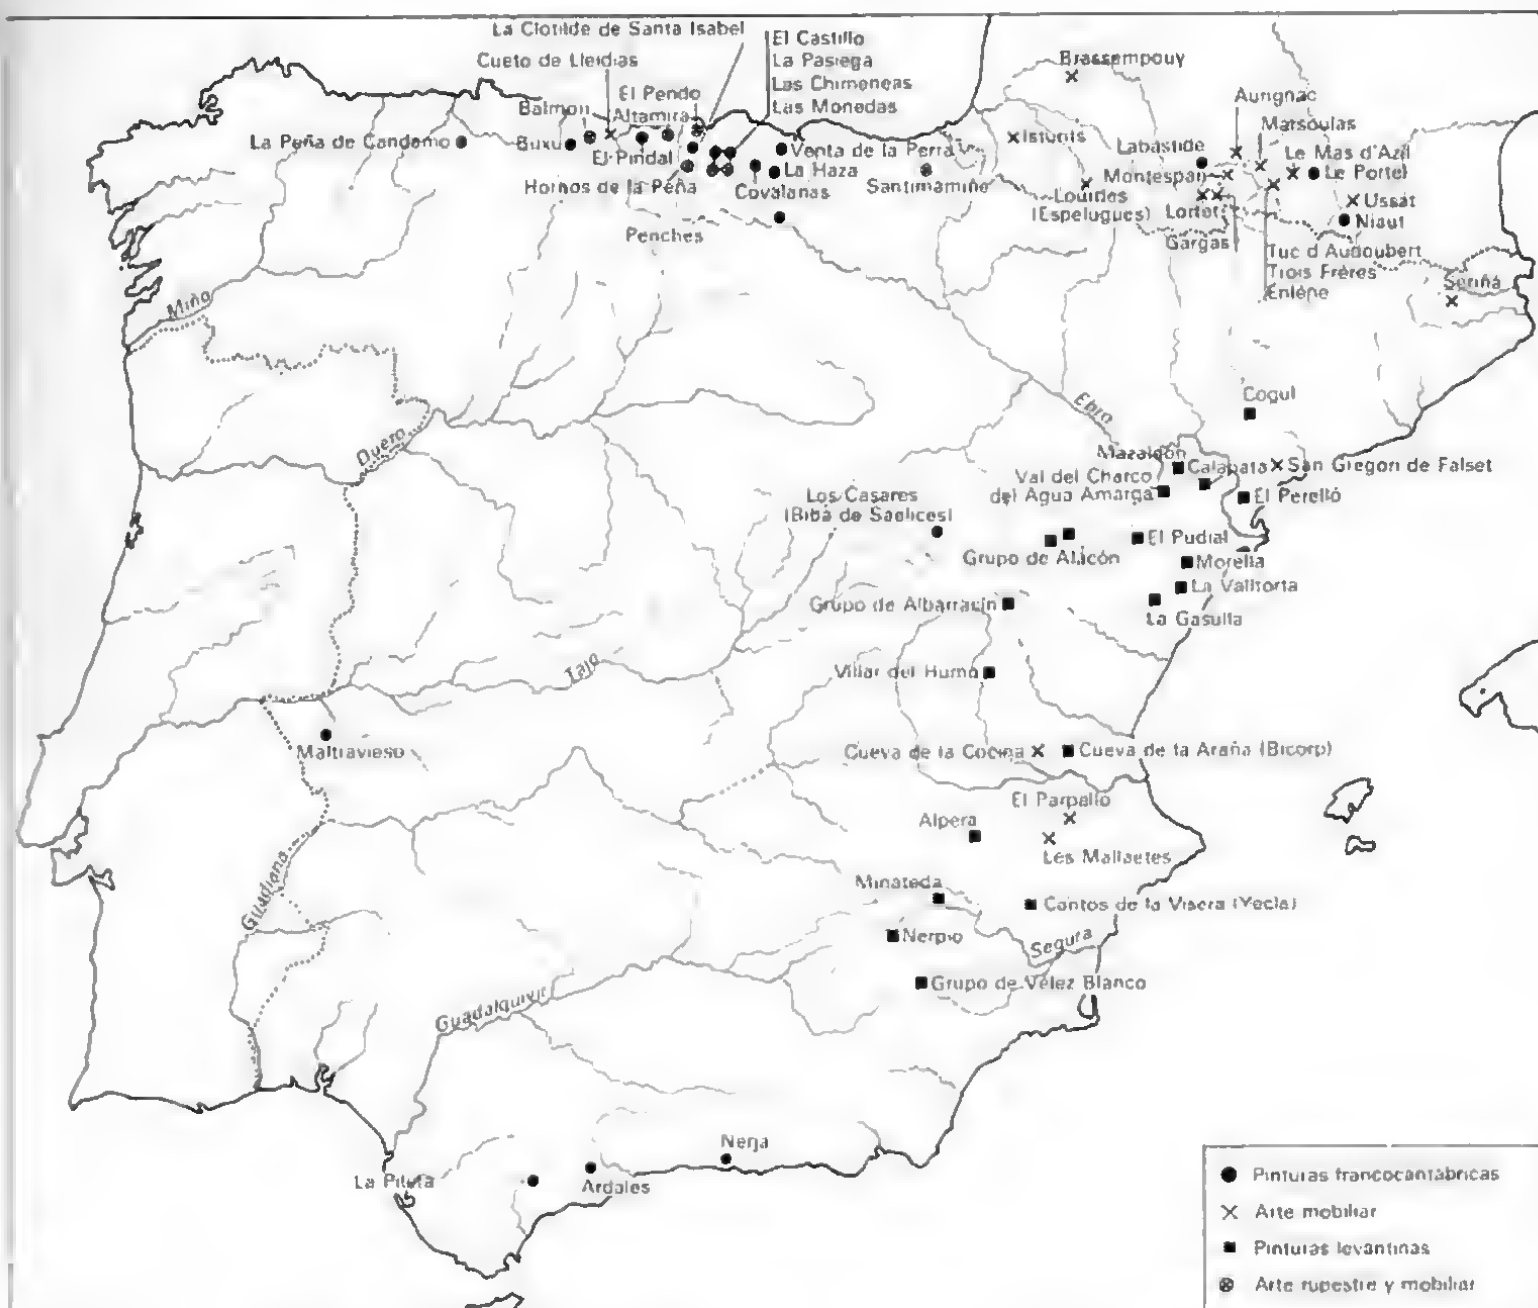 La Clotilde de Santa Isabel
El Castillo
La Pasiega
Las Chimeneas
Las Monedas
Cueto de Lleidias
Brassempouy
El Pendo
Balmori
Altamira
Aurignac
Marsoulas
La Peña de Candamo
Buxu
El Pindal
Venta de la Perra
Isturits
Labastide
Le Mas d'Azil
Le Portel
Hornos de la Peña
La Haza
Covalanas
Santimamiñe
Montespan
Lourdes
(Espelugues)
Lortet
Gargas
Ussat
Niaut
Penches
Tuc d'Audoubert
Trois Frères
Enlène
Seriñá
Miño
Ebro
Cogul
Duero
Mazaleón
Calapata
San Gregori de Falset
Val del Charco
del Agua Amarga
El Perelló
Los Casares
(Riba de Saelices)
Grupo de Alacón
El Pudial
Morella
La Valltorta
La Gasulla
Grupo de Albarracín
Tajo
Villar del Humo
Maltravieso
Cueva de la Cocina
Cueva de la Araña (Bicorp)
El Parpalló
Alpera
Les Mallaetes
Guadiana
Minateda
Cantos de la Visera (Yecla)
Nerpio
Segura
Grupo de Vélez Blanco
Guadalquivir
Nerja
La Pileta
Ardales
Pinturas francocantábricas
Arte mobiliar
Pinturas levantinas
Arte rupestre y mobiliar